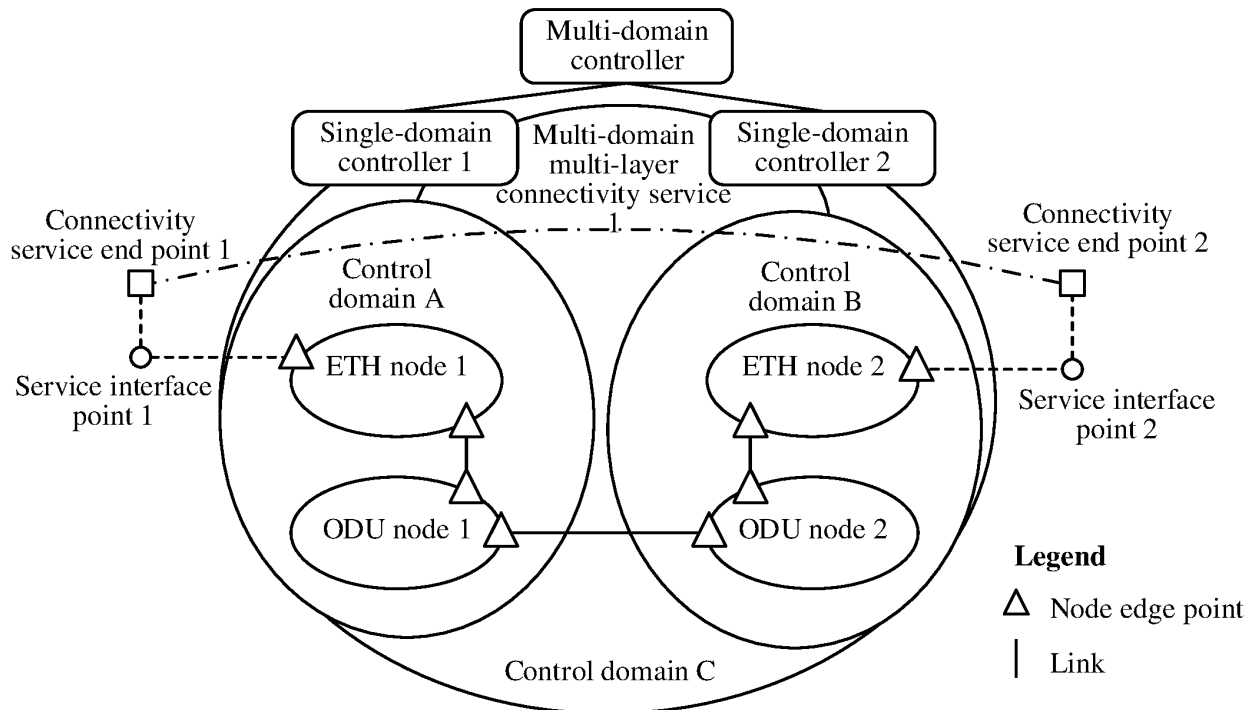 Multi-domain
controller
Single-domain
controller 1
Multi-domain
multi-layer
connectivity service
1
Single-domain
controller 2
Connectivity
service end point 1
Connectivity
service end point 2
Control
domain A
Control
domain B
ETH node 1
ETH node 2
Service interface
point 1
Service interface
point 2
ODU node 1
ODU node 2
Legend
Node edge point
Link
Control domain C